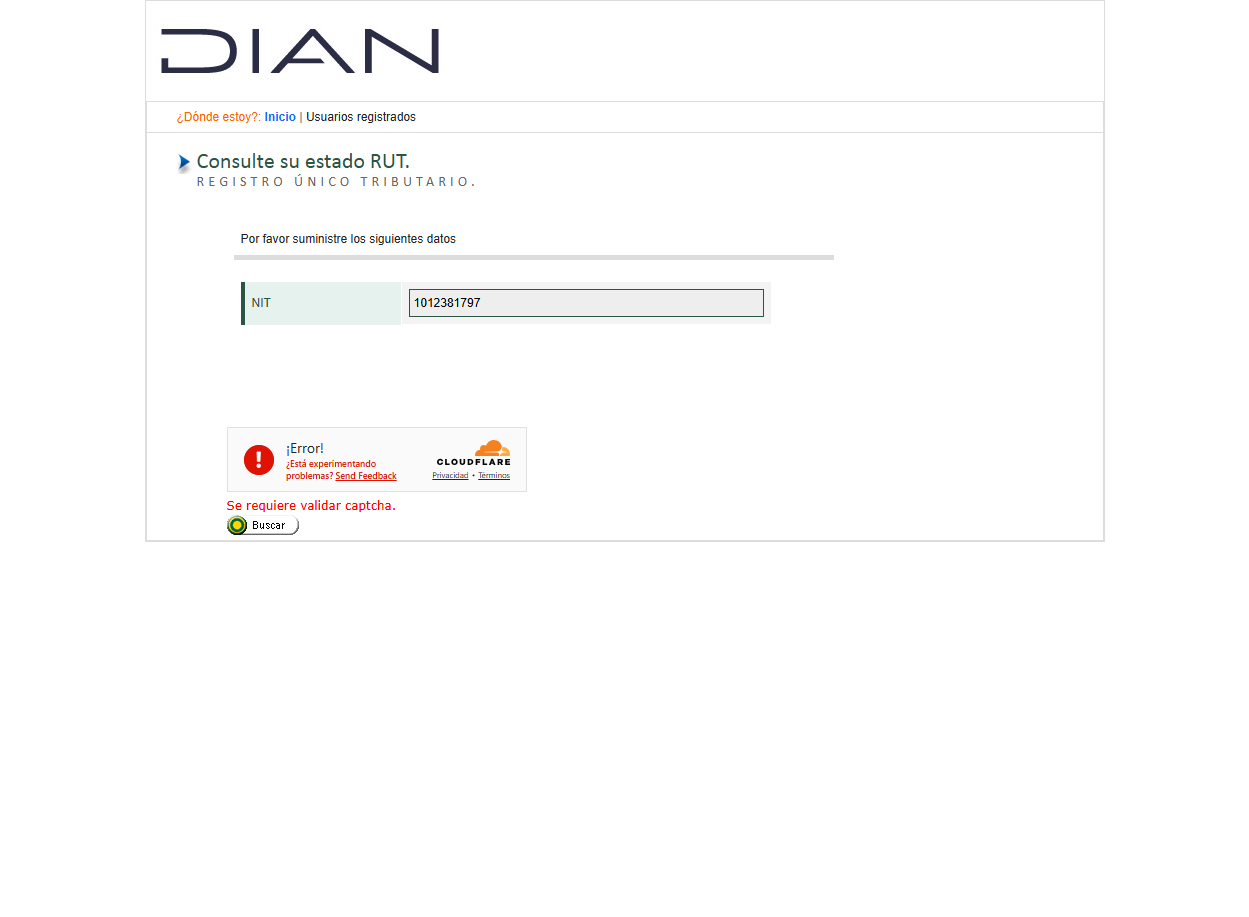 DIAN
¿Dónde estoy?: Inicio | Usuarios registrados
Consulte su estado RUT.
REGISTRO ÚNICO TRIBUTARIO.
Por favor suministre los siguientes datos
NIT 1012381797
¡Error!
¿Está experimentando
problemas? Send Feedback
CLOUDFLARE
Privacidad • Términos
Se requiere validar captcha.
Buscar